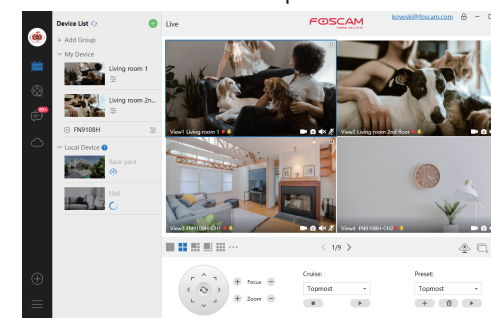 Device List
Live
FOSCAM
koveski@foscam.com
+ Add Group
My Device
Living room 1
Living room 2n...
99+
FN9108H
Local Device
Back yard
Hall
View1 Living room 1
View2 Living room 2nd floor
View3 FN9108H-CH1
View4 FN9108H-CH2
1/9
Focus
Zoom
Cruise:
Topmost
Preset:
Topmost